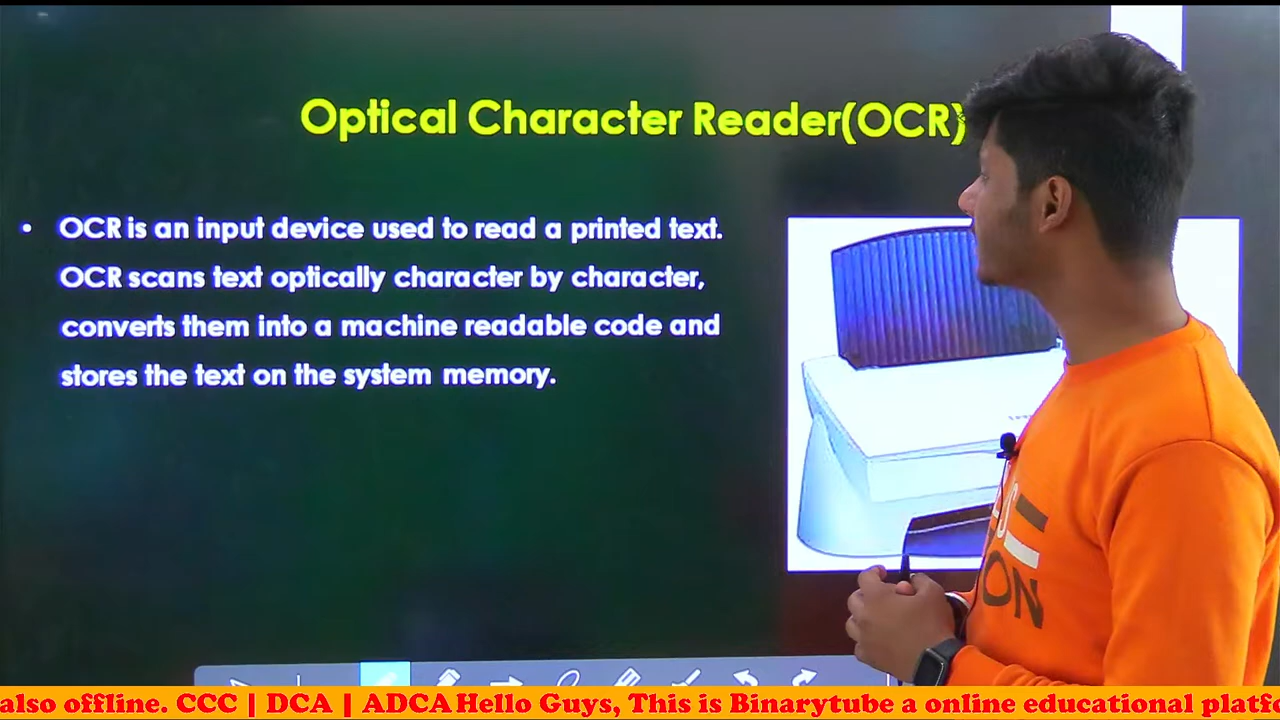 Optical Character Reader(OCR)
• OCR is an input device used to read a printed text.
OCR scans text optically character by character,
converts them into a machine readable code and
stores the text on the system memory.
ON
also offline. CCC | DCA | ADCA Hello Guys, This is Binarytube a online educational platfo